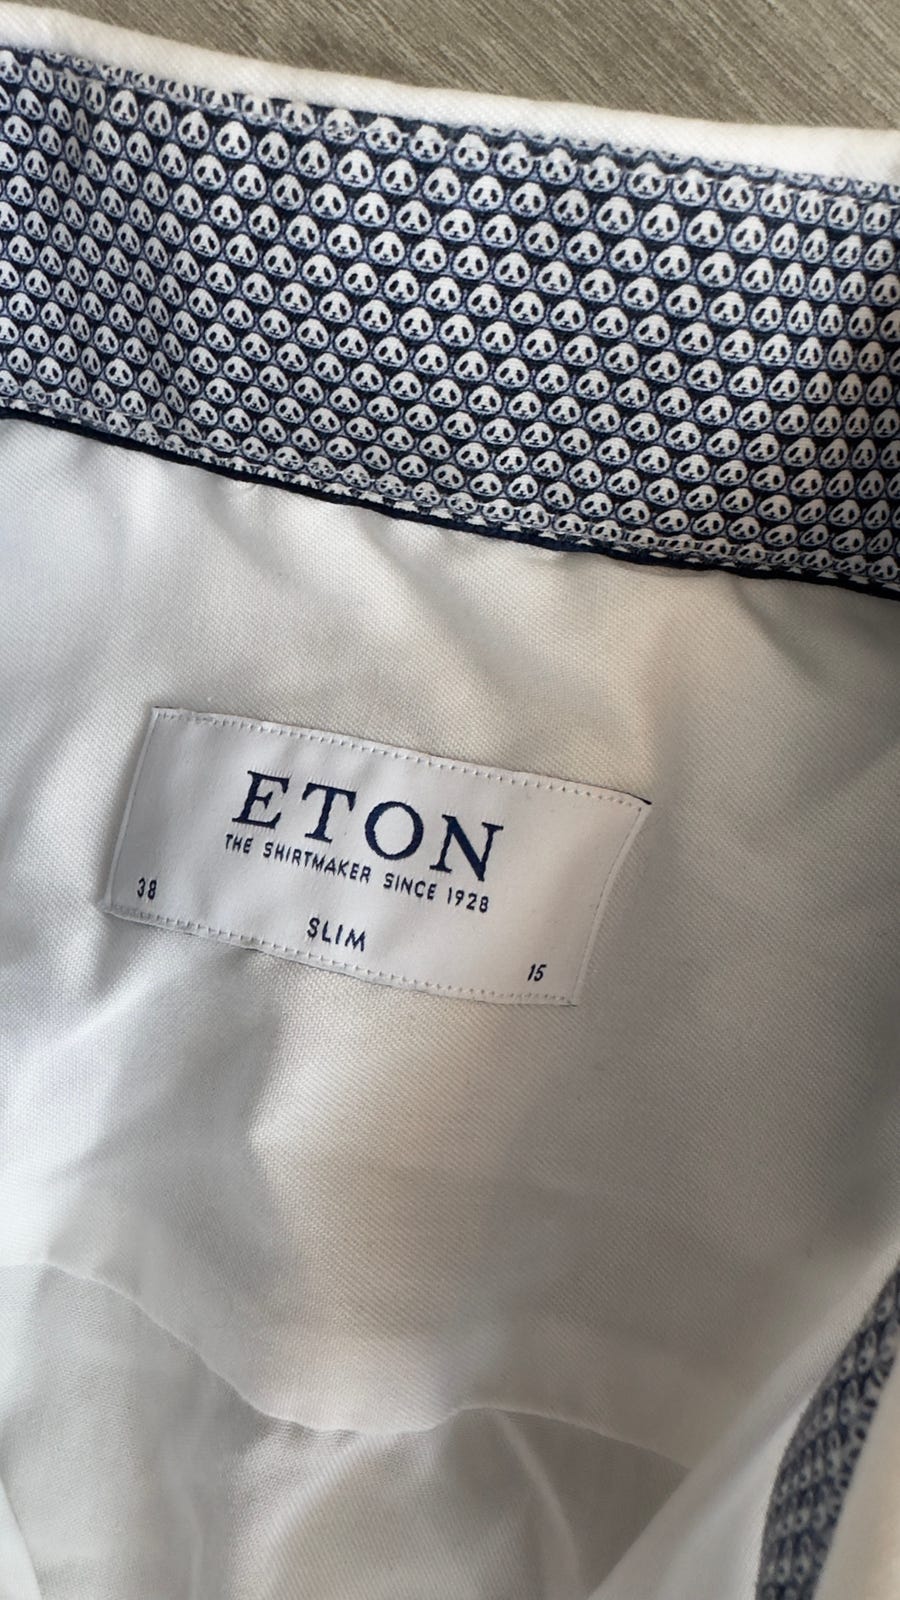 ETON
THE SHIRTMAKER SINCE 1928
38
SLIM
15